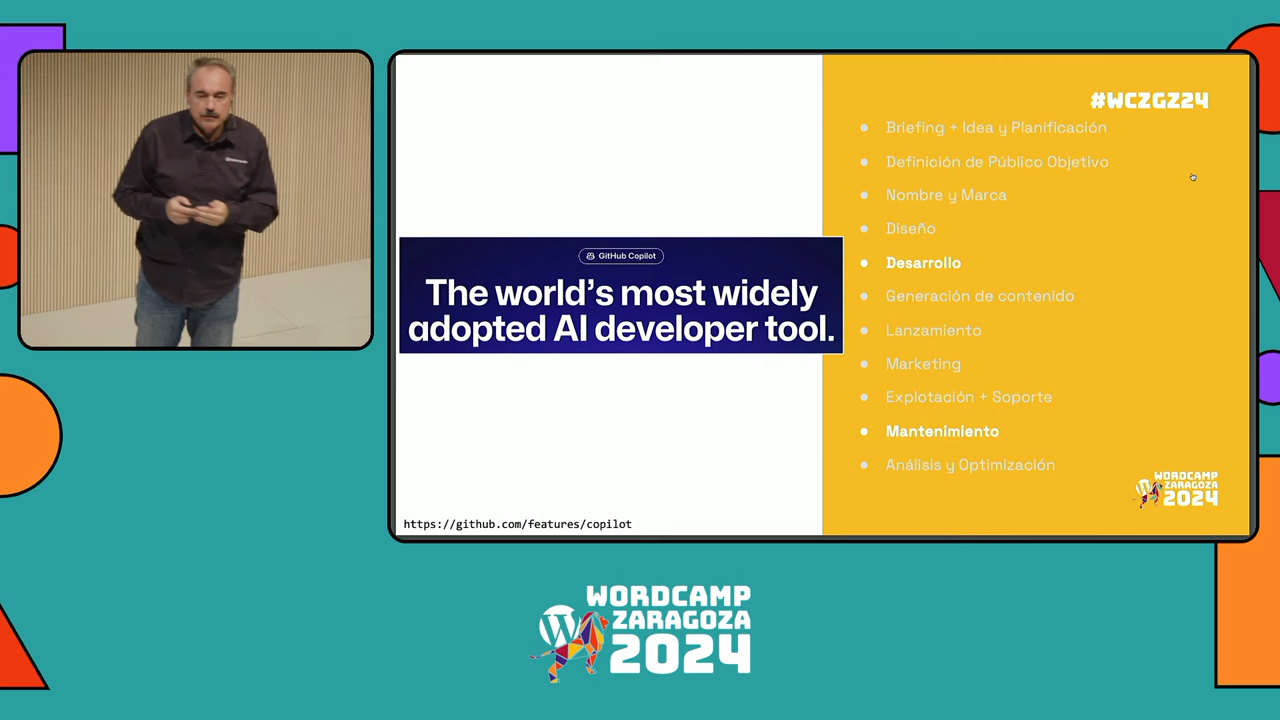 GitHub Copilot
The world's most widely
adopted AI developer tool.
https://github.com/features/copilot
#WCZGZ24
Briefing + Idea y Planificación
Definición de Público Objetivo
Nombre y Marca
Diseño
Desarrollo
Generación de contenido
Lanzamiento
Marketing
Explotación + Soporte
Mantenimiento
Análisis y Optimización
WORDCAMP
ZARAGOZA
2024
WORDCAMP
ZARAGOZA
2024